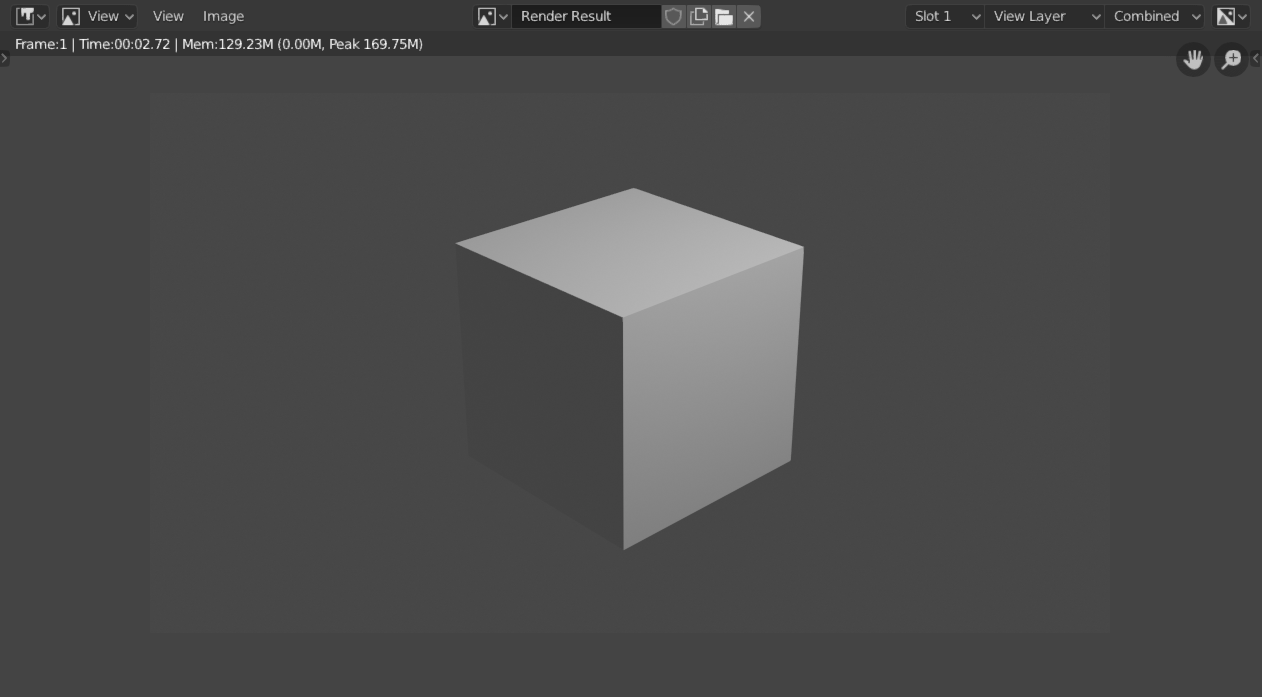 View View Image Render Result Slot 1 View Layer Combined
Frame:1 | Time:00:02.72 | Mem:129.23M (0.00M, Peak 169.75M)